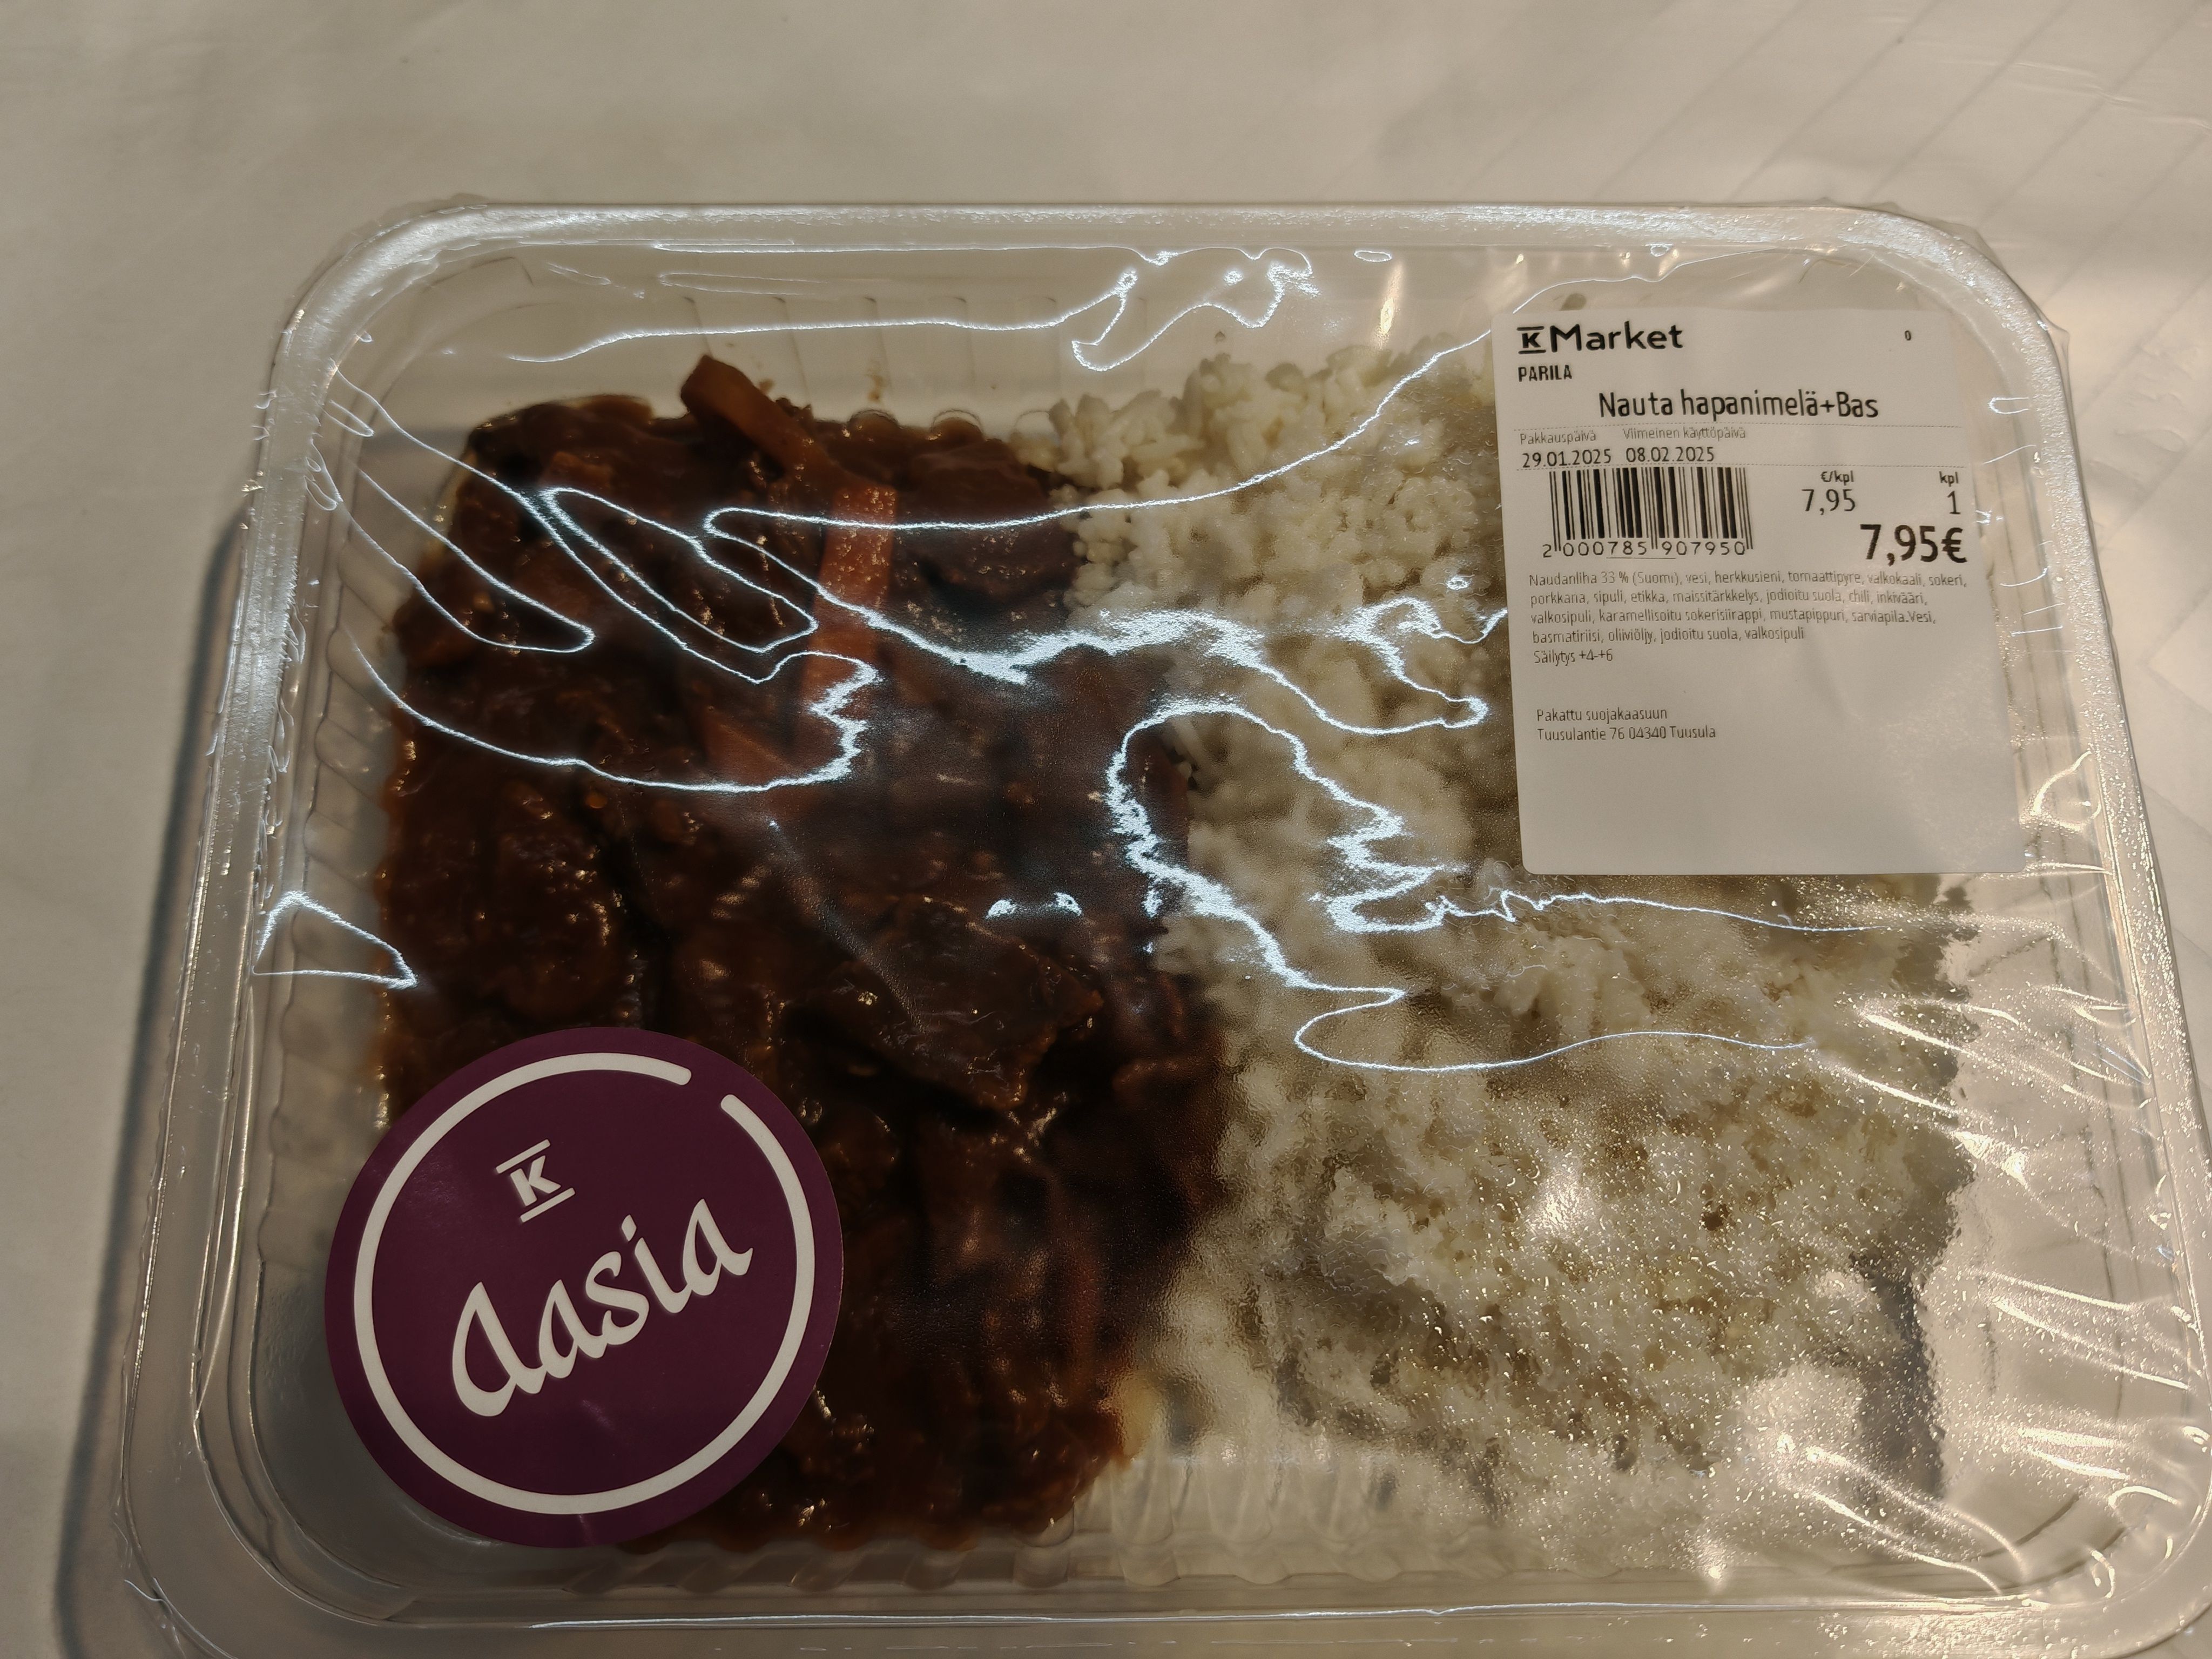 K Market
0
PARILA
Nauta hapanimelä+Bas
Pakkauspäivä Viimeinen käyttöpäivä
29.01.2025 08.02.2025
€/kpl kpl
7,95 1
7,95€
2 000785 907950
Naudanliha 33 % (Suomi), vesi, herkkusieni, tomaattipyre, valkokaali, sokeri,
porkkana, sipuli, etikka, maissitärkkelys, jodioitu suola, chili, inkivääri,
valkosipuli, karamellisoitu sokerisiirappi, mustapippuri, sarviapila.Vesi,
basmatiriisi, oliiviöljy, jodioitu suola, valkosipuli
Säilytys +4-+6
Pakattu suojakaasuun
Tuusulantie 76 04340 Tuusula
K
Aasia